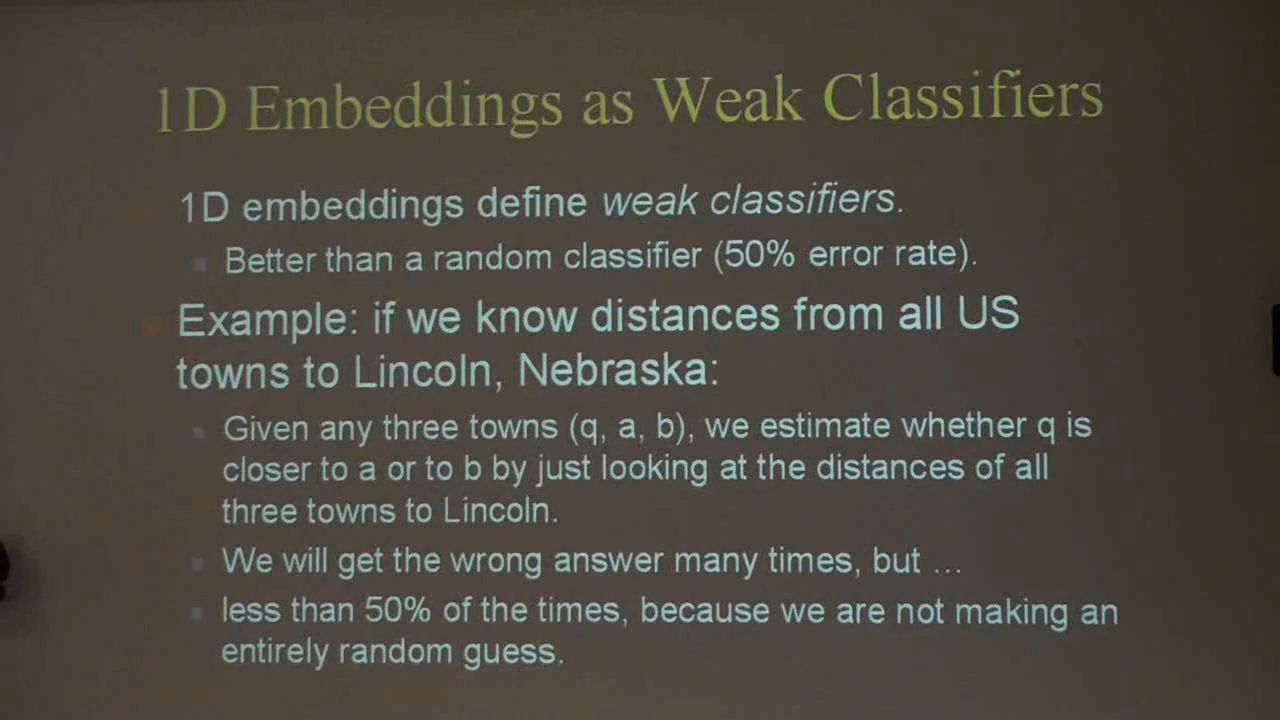 1D Embeddings as Weak Classifiers
1D embeddings define weak classifiers.
Better than a random classifier (50% error rate).
Example: if we know distances from all US
towns to Lincoln, Nebraska:
Given any three towns (q, a, b), we estimate whether q is
closer to a or to b by just looking at the distances of all
three towns to Lincoln.
We will get the wrong answer many times, but ...
less than 50% of the times, because we are not making an
entirely random guess.